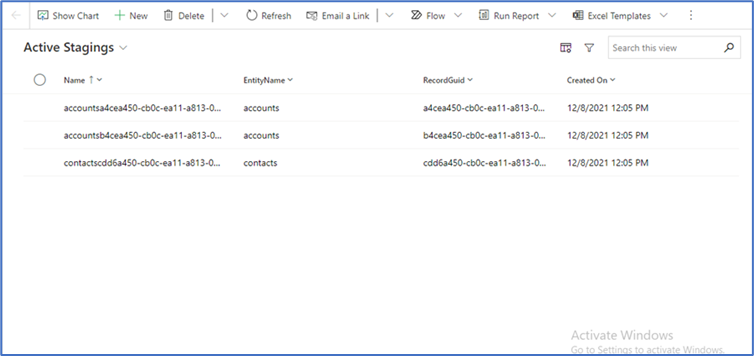 Show Chart New Delete Refresh Email a Link Flow Run Report Excel Templates
Active Stagings Search this view
Name ↑ EntityName RecordGuid Created On
accountsa4cea450-cb0c-ea11-a813-0... accounts a4cea450-cb0c-ea11-a813-0... 12/8/2021 12:05 PM
accountsb4cea450-cb0c-ea11-a813-0... accounts b4cea450-cb0c-ea11-a813-0... 12/8/2021 12:05 PM
contactscdd6a450-cb0c-ea11-a813-0... contacts cdd6a450-cb0c-ea11-a813-0... 12/8/2021 12:05 PM
Activate Windows
Go to Settings to activate Windows.